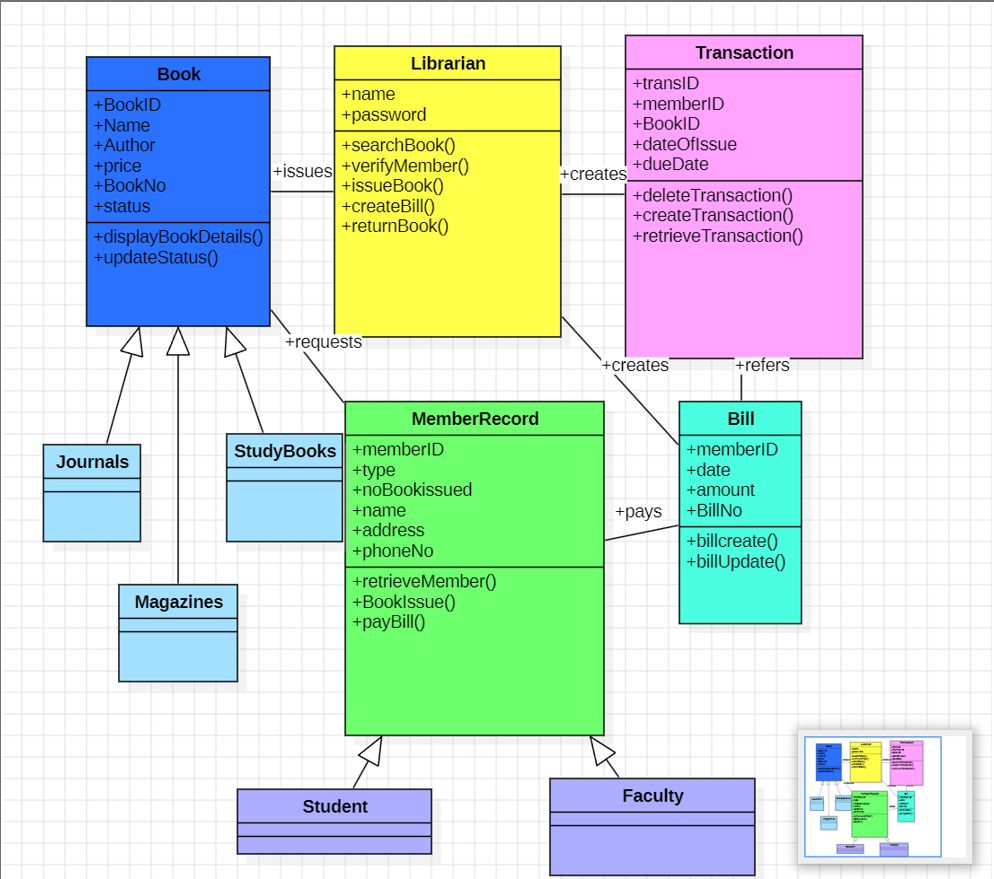 Book
+BookID
+Name
+Author
+price
+BookNo
+status
+displayBookDetails()
+updateStatus()
+issues
Librarian
+name
+password
+searchBook()
+verifyMember()
+issueBook()
+createBill()
+returnBook()
+creates
Transaction
+transID
+memberID
+BookID
+dateOfIssue
+dueDate
+deleteTransaction()
+createTransaction()
+retrieveTransaction()
+requests
+creates
+refers
Journals
StudyBooks
Magazines
MemberRecord
+memberID
+type
+noBookissued
+name
+address
+phoneNo
+retrieveMember()
+BookIssue()
+payBill()
+pays
Bill
+memberID
+date
+amount
+BillNo
+billcreate()
+billUpdate()
Student
Faculty